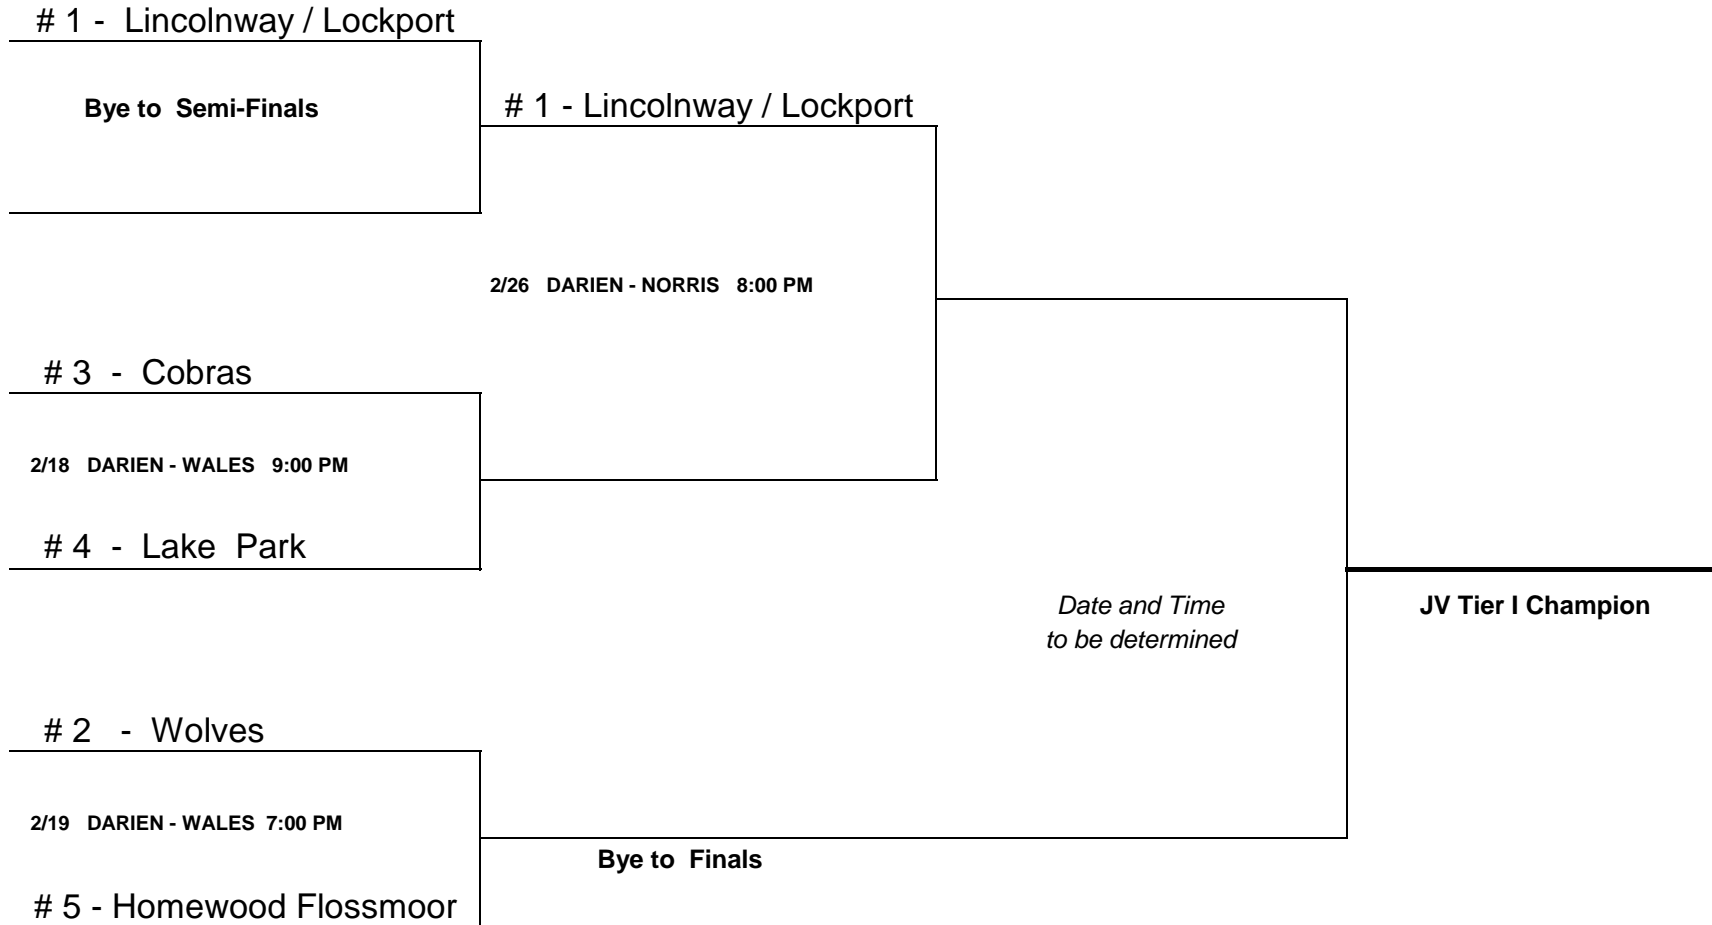 # 1 - Lincolnway / Lockport
Bye to Semi-Finals
# 1 - Lincolnway / Lockport
2/26 DARIEN - NORRIS 8:00 PM
# 3 - Cobras
2/18 DARIEN - WALES 9:00 PM
# 4 - Lake Park
Date and Time
to be determined
JV Tier I Champion
# 2 - Wolves
2/19 DARIEN - WALES 7:00 PM
Bye to Finals
# 5 - Homewood Flossmoor